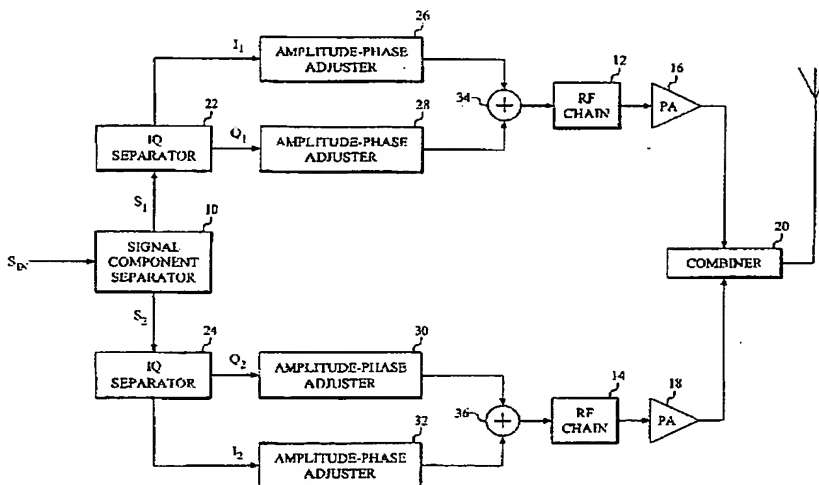 26
I₁
AMPLITUDE-PHASE
ADJUSTER
12
16
22
28
34
RF
CHAIN
PA
IQ
SEPARATOR
Q₁
AMPLITUDE-PHASE
ADJUSTER
S₁
10
20
SIGNAL
COMPONENT
SEPARATOR
COMBINER
S₂
24
30
IQ
SEPARATOR
Q₂
AMPLITUDE-PHASE
ADJUSTER
14
18
36
RF
CHAIN
PA
32
I₂
AMPLITUDE-PHASE
ADJUSTER